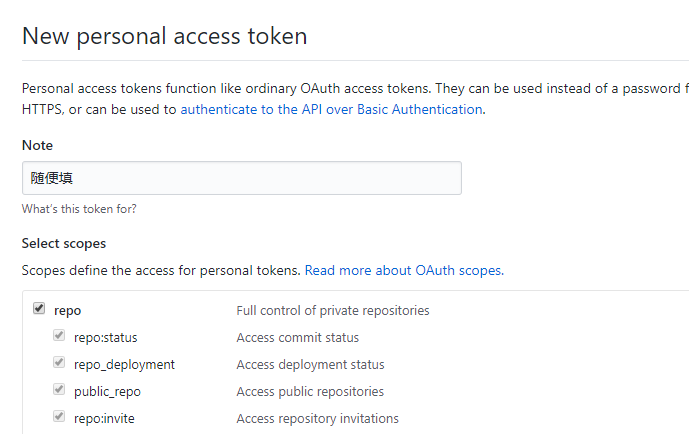 New personal access token
Personal access tokens function like ordinary OAuth access tokens. They can be used instead of a password f
HTTPS, or can be used to authenticate to the API over Basic Authentication.
Note
随便填
What's this token for?
Select scopes
Scopes define the access for personal tokens. Read more about OAuth scopes.
repo Full control of private repositories
repo:status Access commit status
repo_deployment Access deployment status
public_repo Access public repositories
repo:invite Access repository invitations